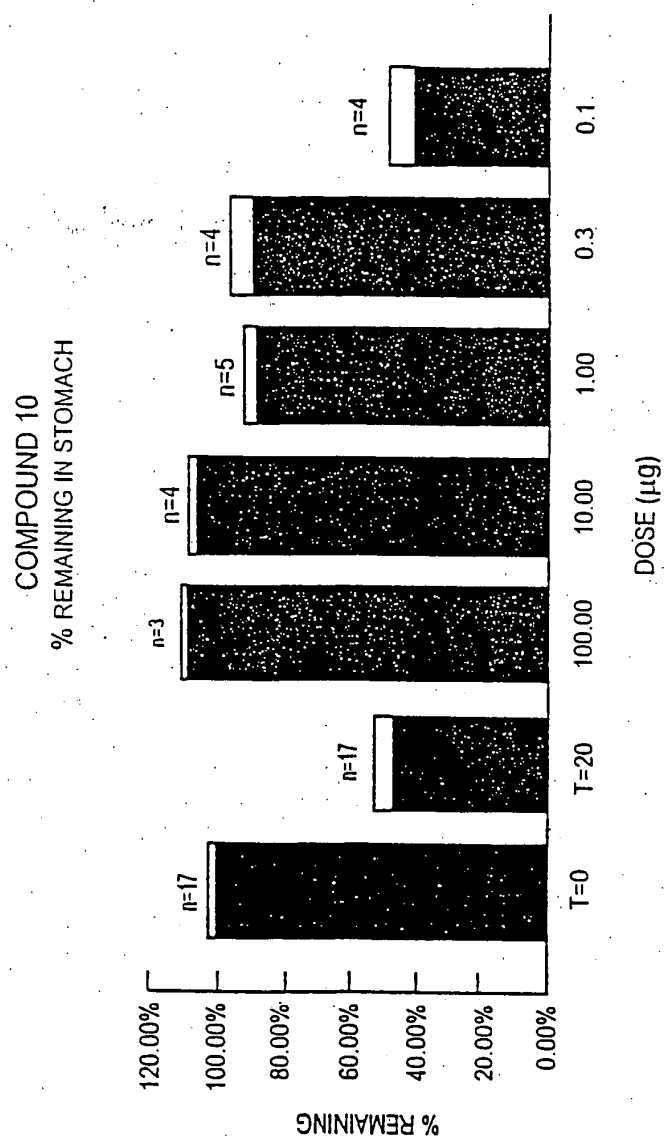 COMPOUND 10
% REMAINING IN STOMACH
% REMAINING
120.00%
100.00%
80.00%
60.00%
40.00%
20.00%
0.00%
n=17
n=17
n=3
n=4
n=5
n=4
n=4
T=0
T=20
100.00
10.00
1.00
0.3
0.1
DOSE (µg)